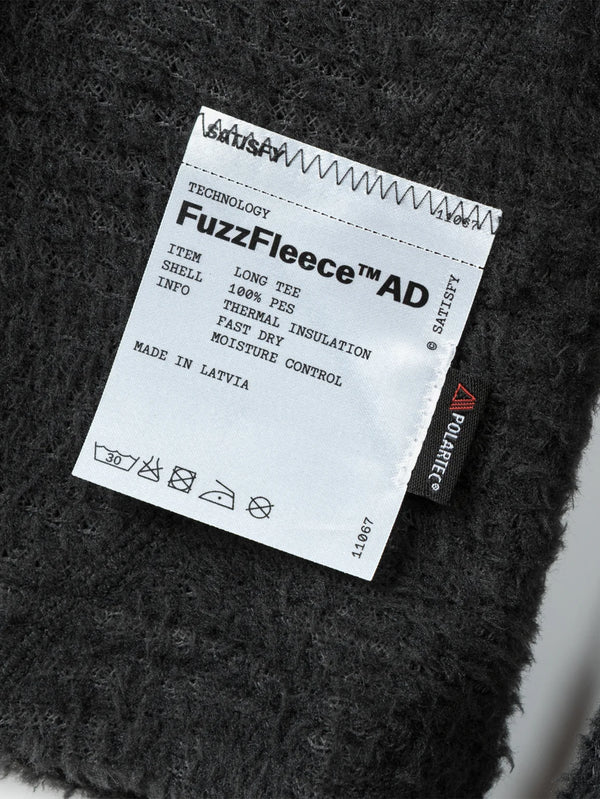 SATISFY
11067
TECHNOLOGY
FuzzFleece™AD
ITEM LONG TEE
SHELL 100% PES
INFO THERMAL INSULATION
FAST DRY
MOISTURE CONTROL
MADE IN LATVIA
© SATISFY
POLARTEC®
30
11067